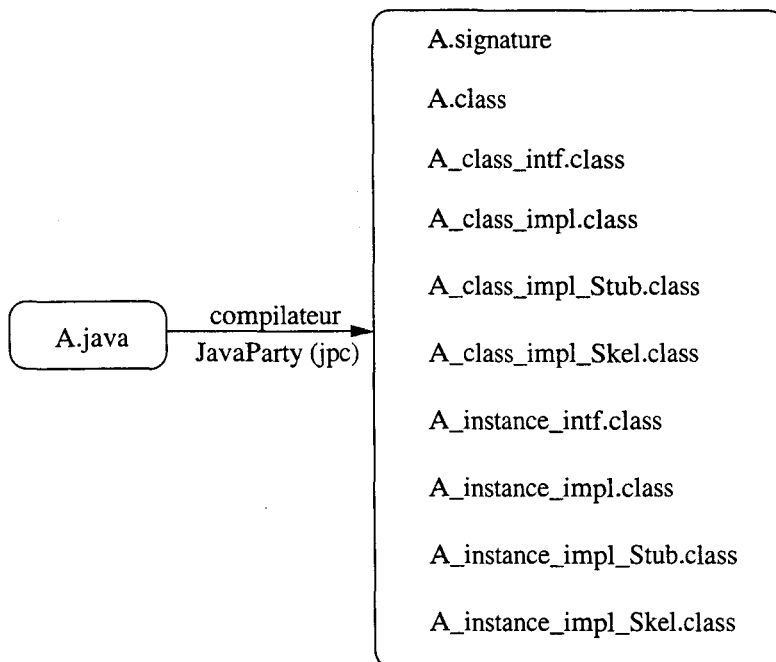 A.java
compilateur
JavaParty (jpc)
A.signature
A.class
A_class_intf.class
A_class_impl.class
A_class_impl_Stub.class
A_class_impl_Skel.class
A_instance_intf.class
A_instance_impl.class
A_instance_impl_Stub.class
A_instance_impl_Skel.class